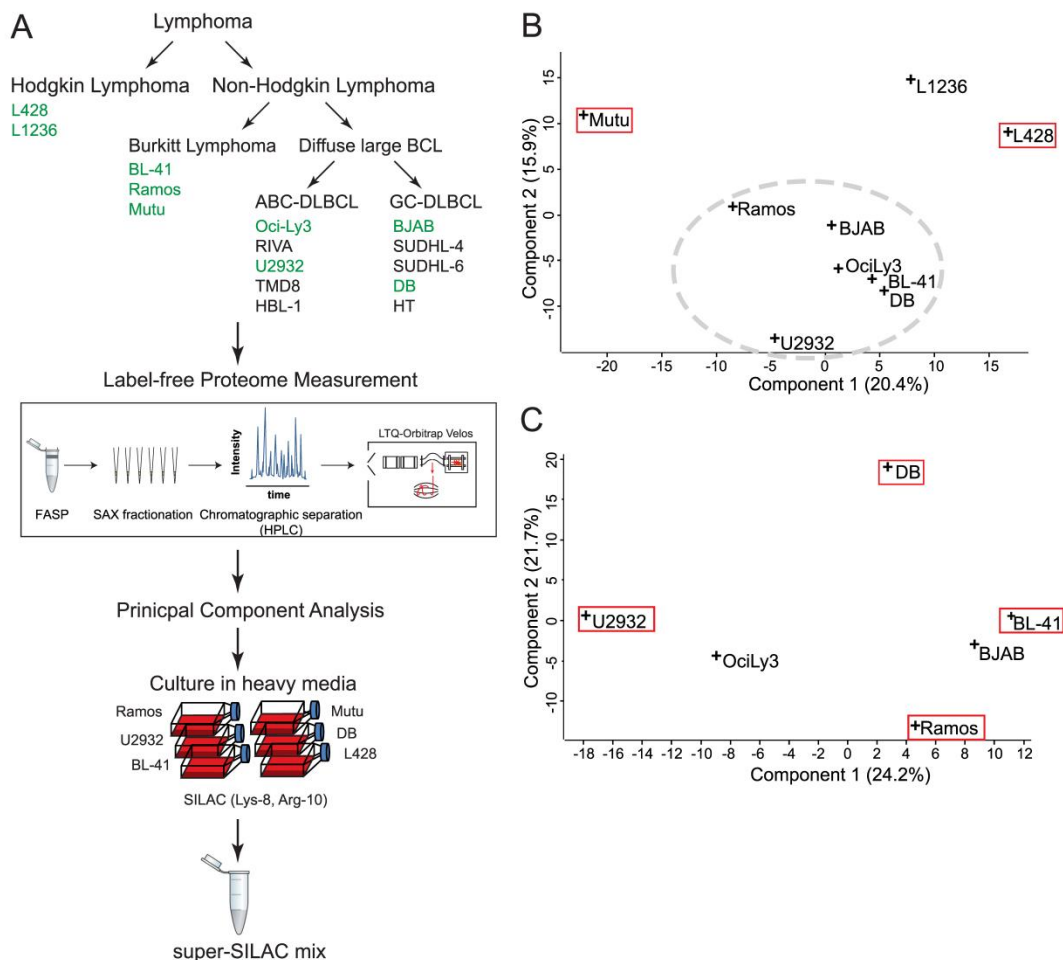 A
Lymphoma
Hodgkin Lymphoma
Non-Hodgkin Lymphoma
L428
L1236
Burkitt Lymphoma
Diffuse large BCL
BL-41
Ramos
Mutu
ABC-DLBCL
GC-DLBCL
Oci-Ly3
BJAB
RIVA
SUDHL-4
U2932
SUDHL-6
TMD8
DB
HBL-1
HT
Label-free Proteome Measurement
Intensity
time
LTQ-Orbitrap Velos
FASP
SAX fractionation
Chromatographic separation
(HPLC)
Prinicpal Component Analysis
Culture in heavy media
Ramos
Mutu
U2932
DB
BL-41
L428
SILAC (Lys-8, Arg-10)
super-SILAC mix
B
Component 2 (15.9%)
15
10
5
0
-5
-10
L1236
Mutu
L428
Ramos
BJAB
OciLy3
BL-41
DB
U2932
-20
-15
-10
-5
0
5
10
15
Component 1 (20.4%)
C
Component 2 (21.7%)
20
15
10
5
0
-5
-10
DB
U2932
BL-41
OciLy3
BJAB
Ramos
-18
-16
-14
-12
-10
-8
-6
-4
-2
0
2
4
6
8
10
12
Component 1 (24.2%)